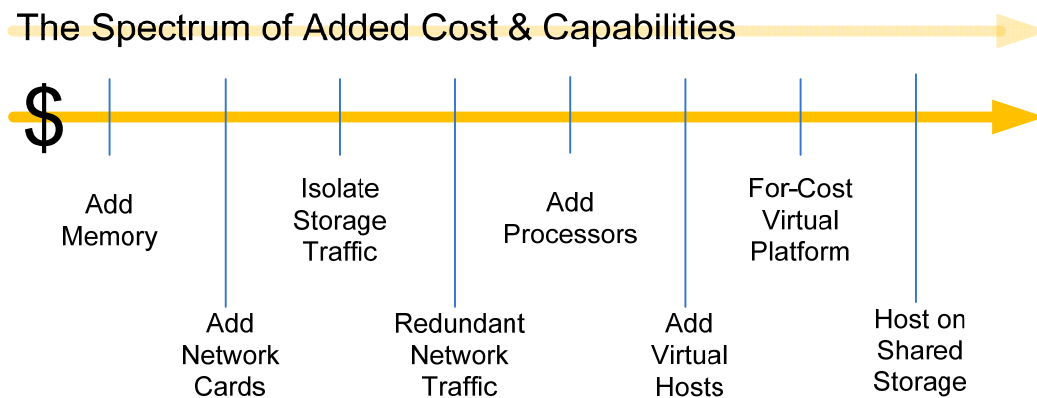 The Spectrum of Added Cost & Capabilities
$
Add
Memory
Add
Network
Cards
Isolate
Storage
Traffic
Redundant
Network
Traffic
Add
Processors
Add
Virtual
Hosts
For-Cost
Virtual
Platform
Host on
Shared
Storage